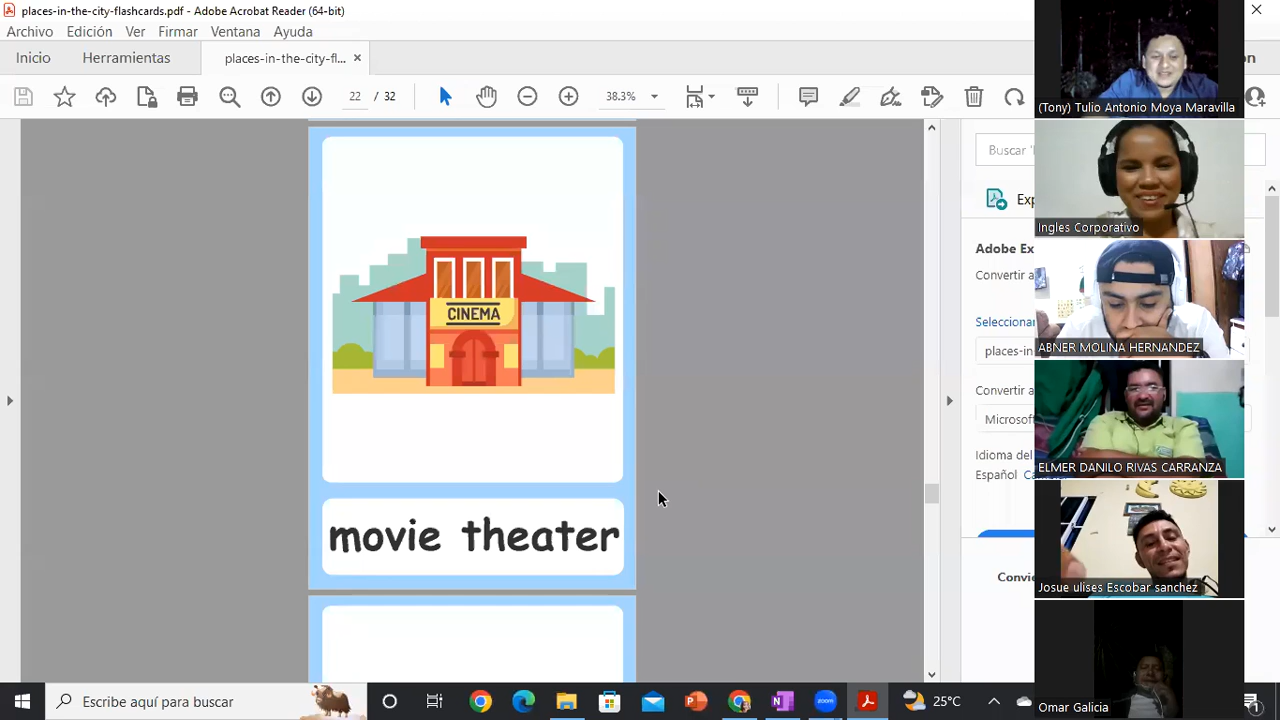 places-in-the-city-flashcards.pdf - Adobe Acrobat Reader (64-bit)
Archivo Edición Ver Firmar Ventana Ayuda
Inicio Herramientas places-in-the-city-fl...
22 / 32 38.3%
CINEMA
movie theater
Buscar
Adobe Ex
Convertir a
Seleccionar
places-in
Convertir a
Microsof
Idioma del
Español
Convie
(Tony) Tulio Antonio Moya Maravilla
Ingles Corporativo
ABNER MOLINA HERNANDEZ
ELMER DANILO RIVAS CARRANZA
Josue ulises Escobar sanchez
Omar Galicia
Escribe aquí para buscar
25°C